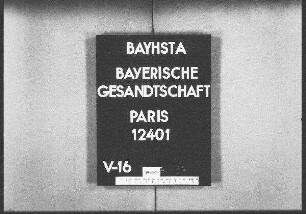 BAYHSTA
BAYERISCHE
GESANDTSCHAFT
PARIS
12401
V-16